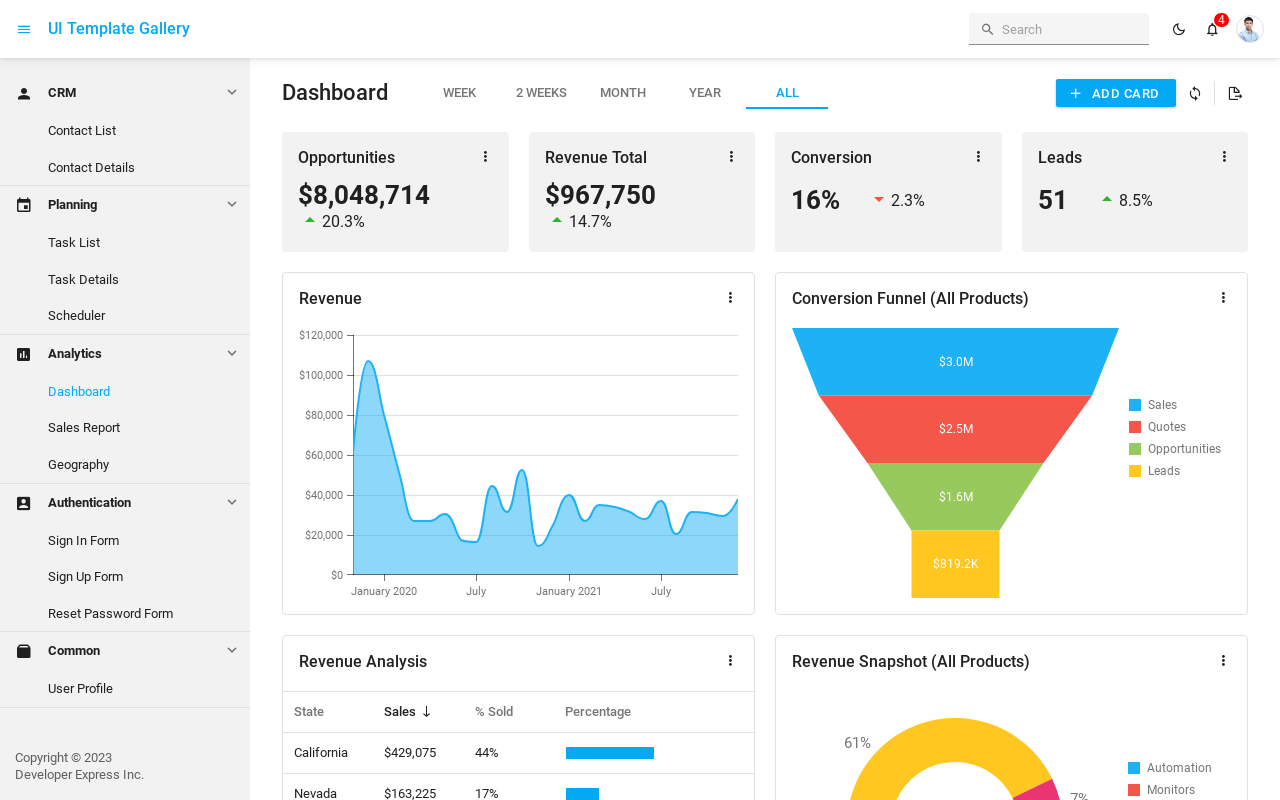 UI Template Gallery
Search
4
CRM
Contact List
Contact Details
Planning
Task List
Task Details
Scheduler
Analytics
Dashboard
Sales Report
Geography
Authentication
Sign In Form
Sign Up Form
Reset Password Form
Common
User Profile
Copyright © 2023
Developer Express Inc.
Dashboard
WEEK 2 WEEKS MONTH YEAR ALL
ADD CARD
Opportunities
$8,048,714
20.3%
Revenue Total
$967,750
14.7%
Conversion
16% 2.3%
Leads
51 8.5%
Revenue
$120,000
$100,000
$80,000
$60,000
$40,000
$20,000
$0
January 2020 July January 2021 July
Conversion Funnel (All Products)
$3.0M
$2.5M
$1.6M
$819.2K
Sales
Quotes
Opportunities
Leads
Revenue Analysis
State Sales % Sold Percentage
California $429,075 44%
Nevada $163,225 17%
Revenue Snapshot (All Products)
61%
7%
Automation
Monitors